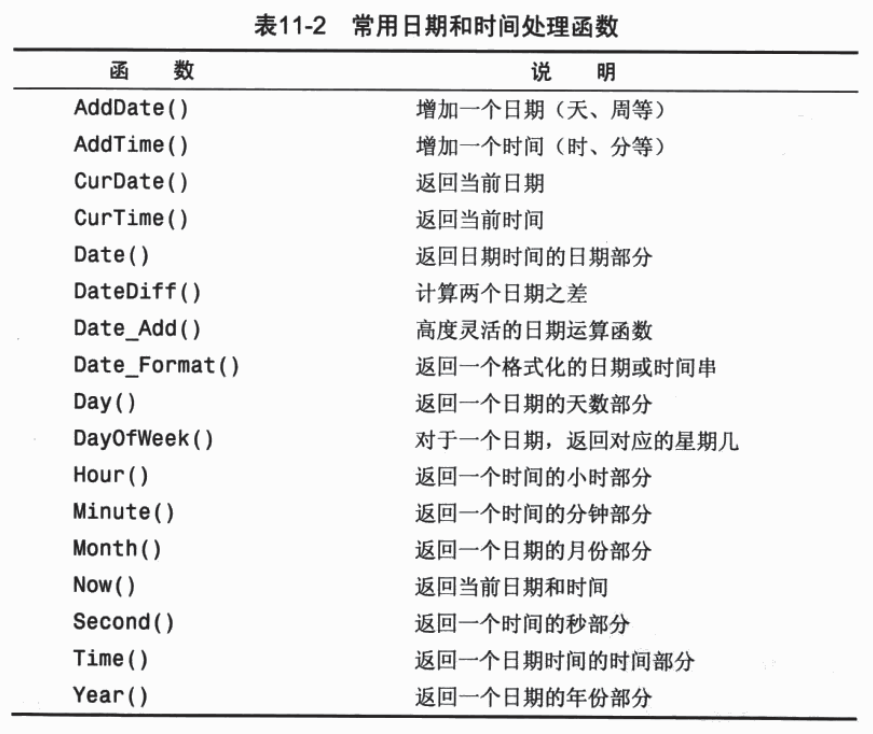 表11-2 常用日期和时间处理函数
函 数 说 明
AddDate() 增加一个日期（天、周等）
AddTime() 增加一个时间（时、分等）
CurDate() 返回当前日期
CurTime() 返回当前时间
Date() 返回日期时间的日期部分
DateDiff() 计算两个日期之差
Date_Add() 高度灵活的日期运算函数
Date_Format() 返回一个格式化的日期或时间串
Day() 返回一个日期的天数部分
DayOfWeek() 对于一个日期，返回对应的星期几
Hour() 返回一个时间的小时部分
Minute() 返回一个时间的分钟部分
Month() 返回一个日期的月份部分
Now() 返回当前日期和时间
Second() 返回一个时间的秒部分
Time() 返回一个日期时间的时间部分
Year() 返回一个日期的年份部分